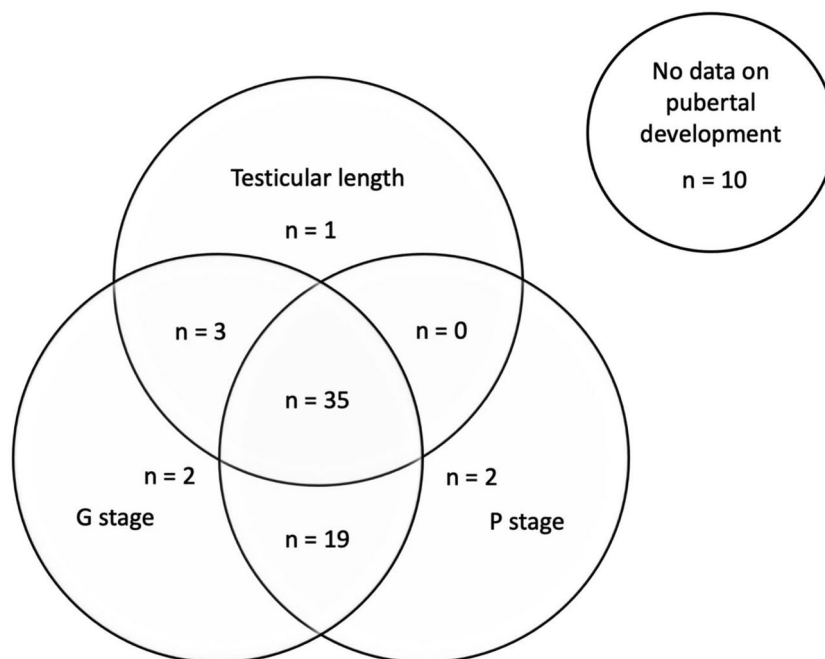 No data on
pubertal
development
n = 10
Testicular length
n = 1
n = 3
n = 0
n = 35
n = 2
n = 2
G stage
P stage
n = 19